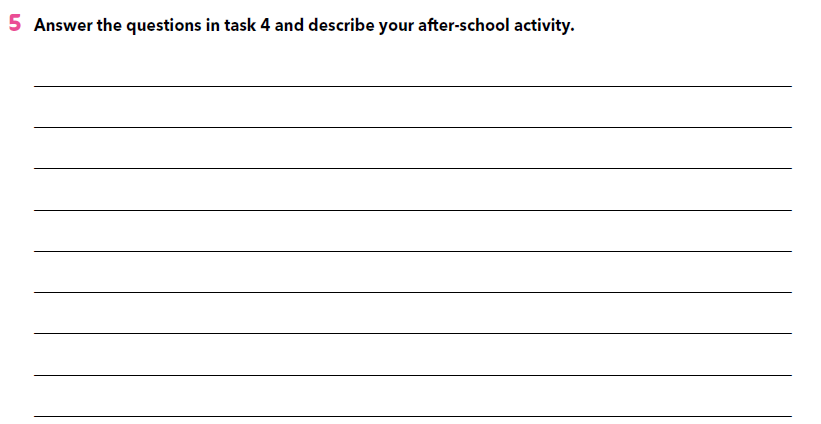 5 Answer the questions in task 4 and describe your after-school activity.